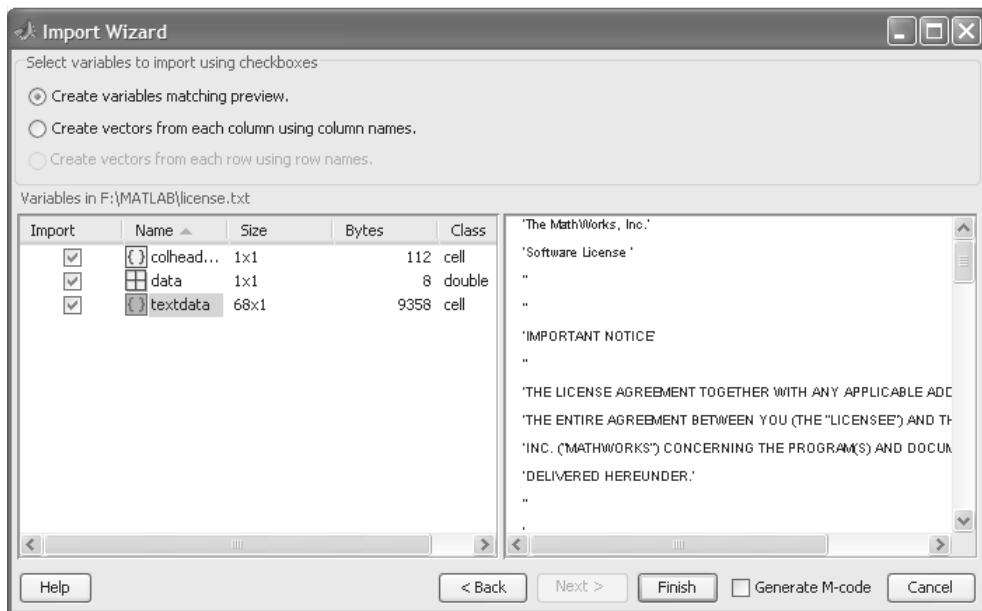 Import Wizard
Select variables to import using checkboxes
Create variables matching preview.
Create vectors from each column using column names.
Create vectors from each row using row names.
Variables in F:\MATLAB\license.txt
Import Name Size Bytes Class
{} colhead... 1x1 112 cell
data 1x1 8 double
{} textdata 68x1 9358 cell
'The MathWorks, Inc.'
'Software License '
''
''
'IMPORTANT NOTICE'
''
'THE LICENSE AGREEMENT TOGETHER WITH ANY APPLICABLE ADD
'THE ENTIRE AGREEMENT BETWEEN YOU (THE "LICENSEE") AND TH
'INC. ("MATHWORKS") CONCERNING THE PROGRAM(S) AND DOCUM
'DELIVERED HEREUNDER.'
''
Help < Back Next > Finish Generate M-code Cancel